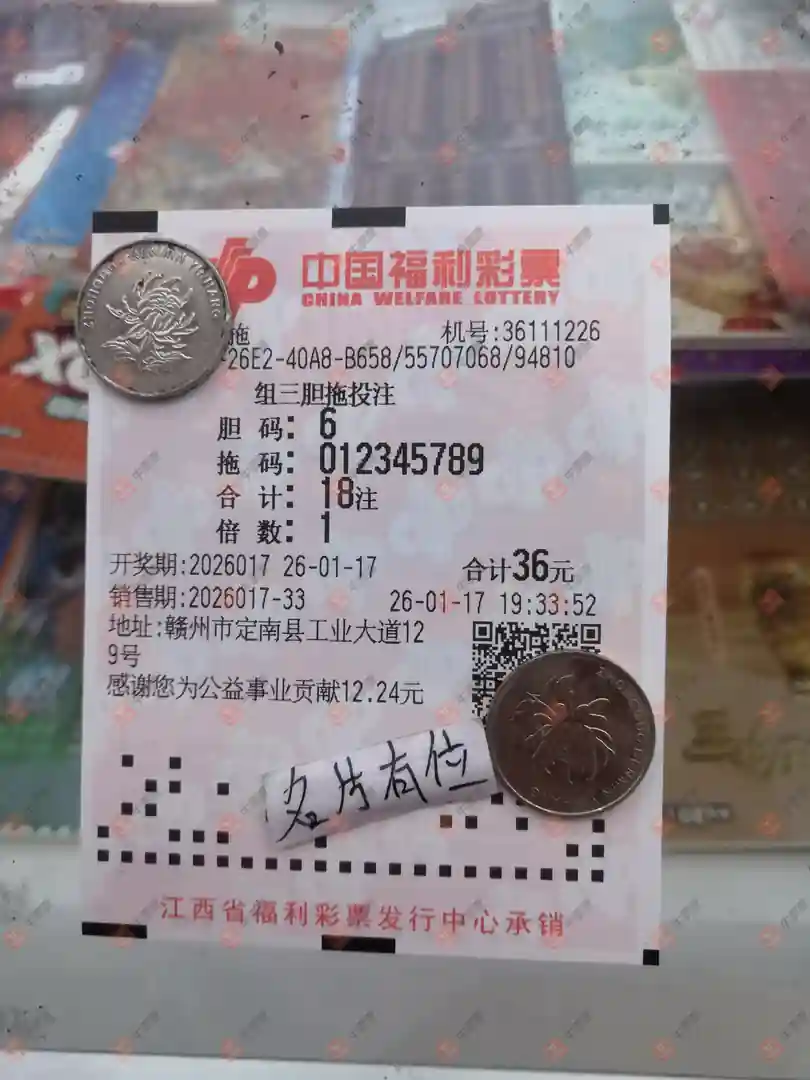 中国福利彩票
CHINA WELFARE LOTTERY
拖 机号:36111226
-26E2-40A8-B658/55707068/94810
组三胆拖投注
胆 码: 6
拖 码: 012345789
合 计: 18注
倍 数: 1
开奖期:2026017 26-01-17 合计36元
销售期:2026017-33 26-01-17 19:33:52
地址:赣州市定南县工业大道12
9号
感谢您为公益事业贡献12.24元
名片有位
江西省福利彩票发行中心承销